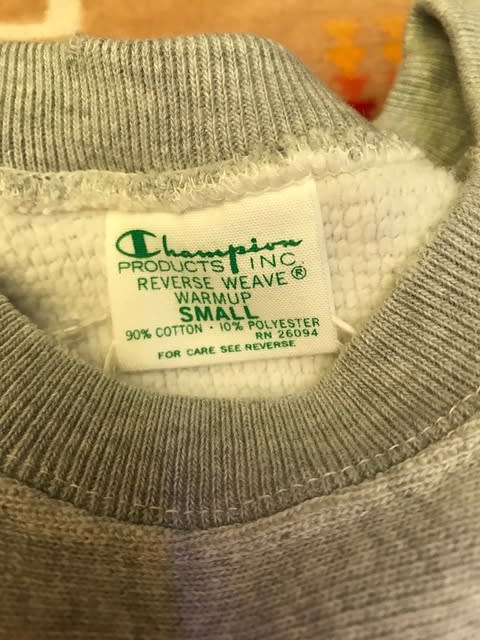 Champion
PRODUCTS INC.
REVERSE WEAVE®
WARMUP
SMALL
90% COTTON · 10% POLYESTER
RN 26094
FOR CARE SEE REVERSE